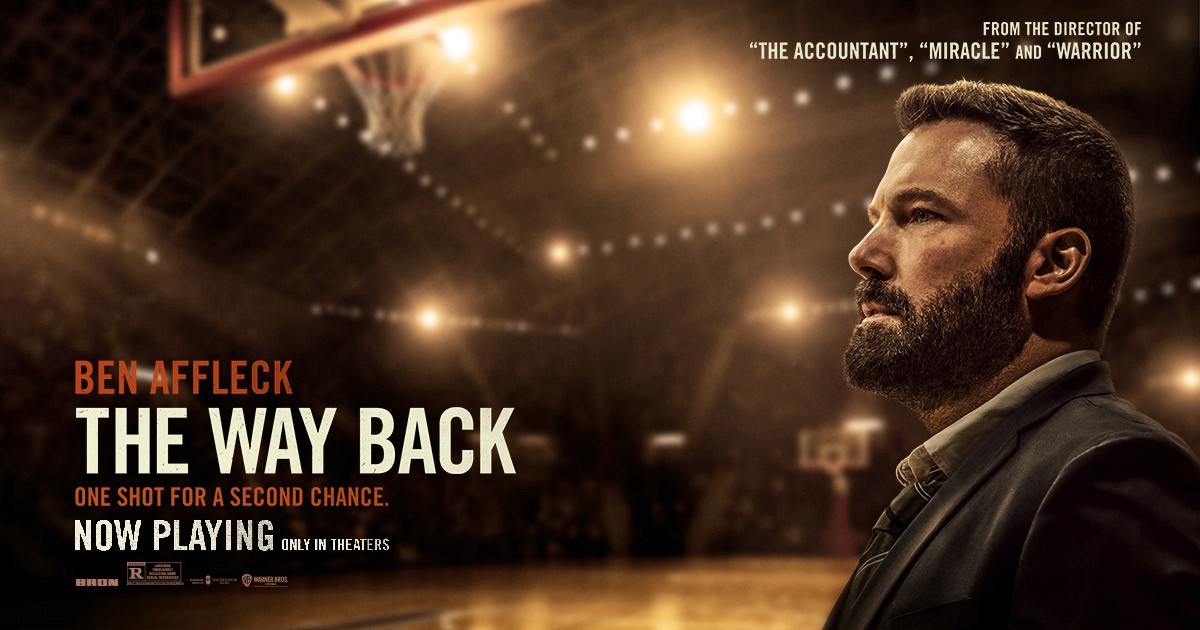 FROM THE DIRECTOR OF
“THE ACCOUNTANT”, “MIRACLE” AND “WARRIOR”
BEN AFFLECK
THE WAY BACK
ONE SHOT FOR A SECOND CHANCE.
NOW PLAYING ONLY IN THEATERS
BRON R WARNER BROS.